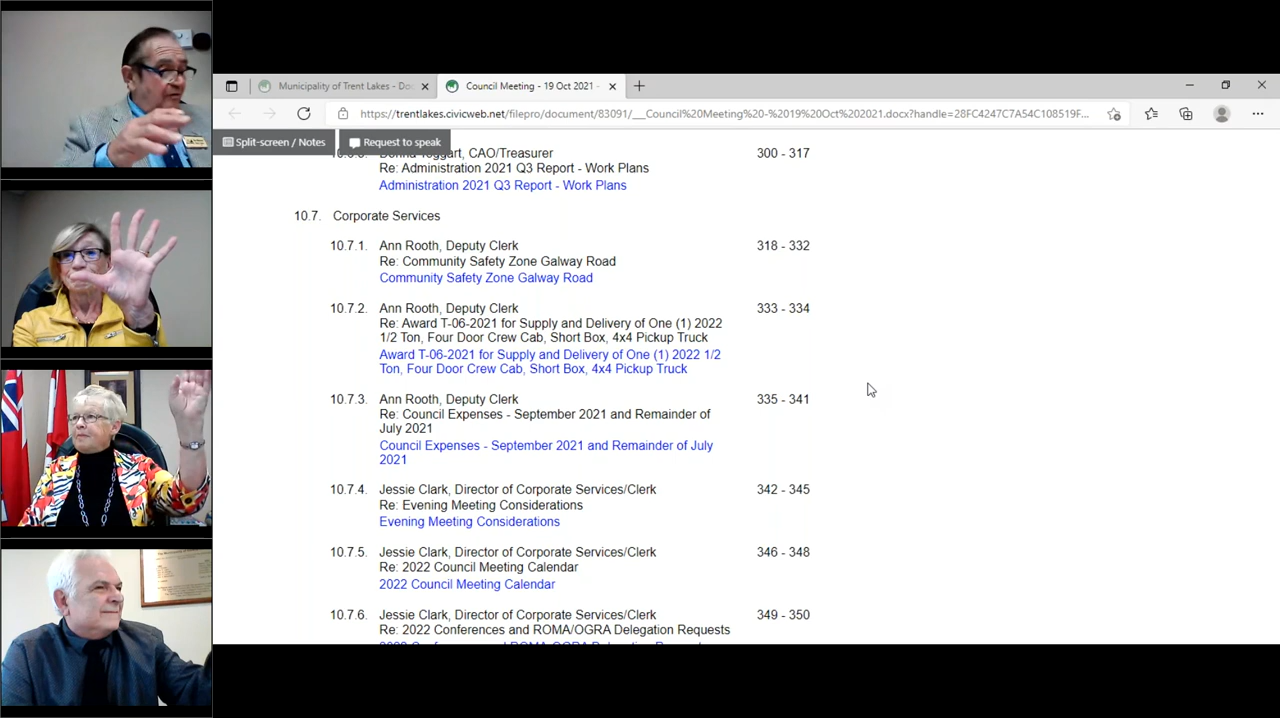 Municipality of Trent Lakes - Doc
Council Meeting - 19 Oct 2021 -
https://trentlakes.civicweb.net/filepro/document/83091/__Council%20Meeting%20-%2019%20Oct%202021.docx?handle=28FC4247C7A54C108519F...
Split-screen / Notes
Request to speak
CAO/Treasurer 300 - 317
Re: Administration 2021 Q3 Report - Work Plans
Administration 2021 Q3 Report - Work Plans
10.7. Corporate Services
10.7.1. Ann Rooth, Deputy Clerk 318 - 332
Re: Community Safety Zone Galway Road
Community Safety Zone Galway Road
10.7.2. Ann Rooth, Deputy Clerk 333 - 334
Re: Award T-06-2021 for Supply and Delivery of One (1) 2022
1/2 Ton, Four Door Crew Cab, Short Box, 4x4 Pickup Truck
Award T-06-2021 for Supply and Delivery of One (1) 2022 1/2
Ton, Four Door Crew Cab, Short Box, 4x4 Pickup Truck
10.7.3. Ann Rooth, Deputy Clerk 335 - 341
Re: Council Expenses - September 2021 and Remainder of
July 2021
Council Expenses - September 2021 and Remainder of July
2021
10.7.4. Jessie Clark, Director of Corporate Services/Clerk 342 - 345
Re: Evening Meeting Considerations
Evening Meeting Considerations
10.7.5. Jessie Clark, Director of Corporate Services/Clerk 346 - 348
Re: 2022 Council Meeting Calendar
2022 Council Meeting Calendar
10.7.6. Jessie Clark, Director of Corporate Services/Clerk 349 - 350
Re: 2022 Conferences and ROMA/OGRA Delegation Requests